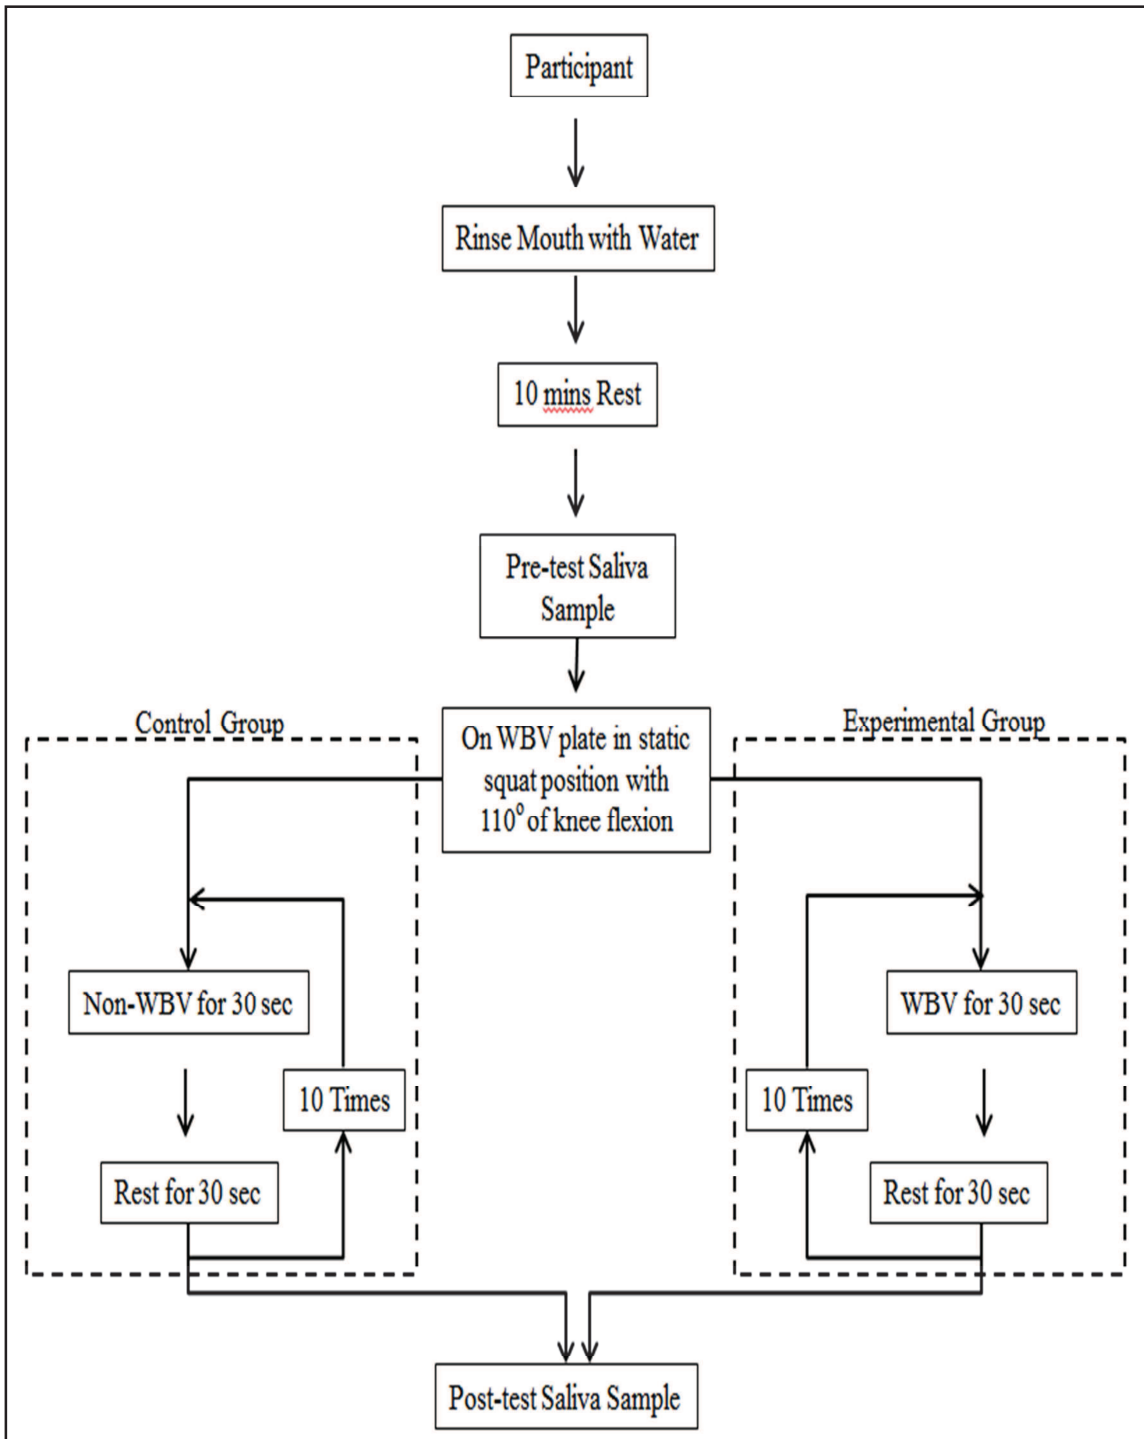 Participant
Rinse Mouth with Water
10 mins Rest
Pre-test Saliva
Sample
Control Group
On WBV plate in static
squat position with
110° of knee flexion
Experimental Group
Non-WBV for 30 sec
10 Times
Rest for 30 sec
WBV for 30 sec
10 Times
Rest for 30 sec
Post-test Saliva Sample